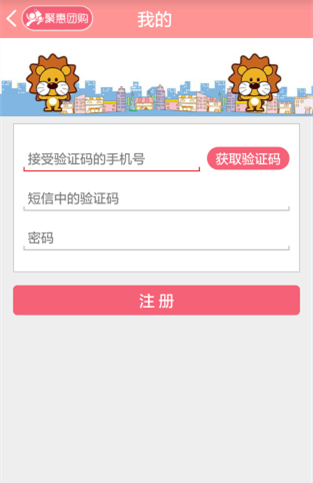 聚惠团购
我的
接受验证码的手机号
获取验证码
短信中的验证码
密码
注册